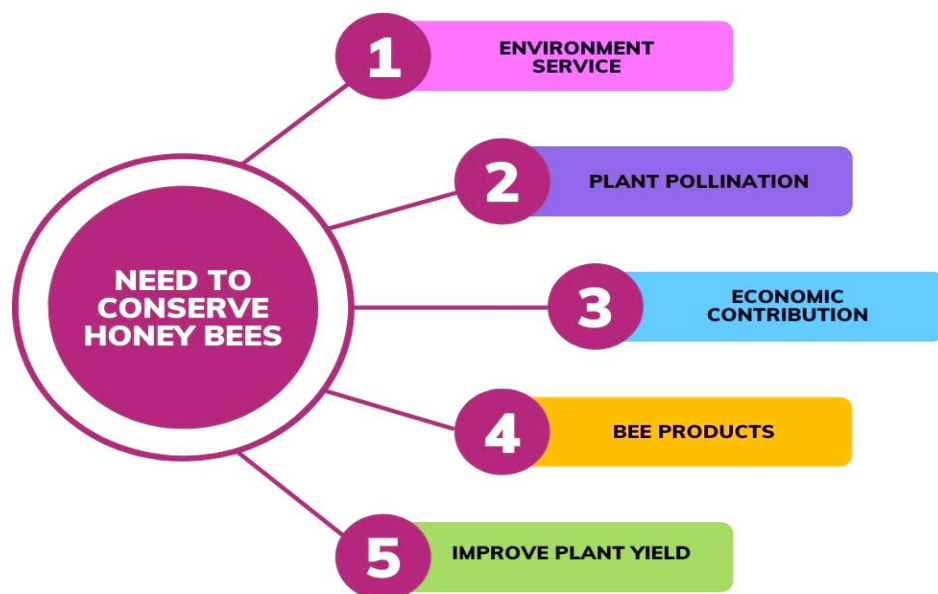 NEED TO
CONSERVE
HONEY BEES
1
ENVIRONMENT
SERVICE
2
PLANT POLLINATION
3
ECONOMIC
CONTRIBUTION
4
BEE PRODUCTS
5
IMPROVE PLANT YIELD